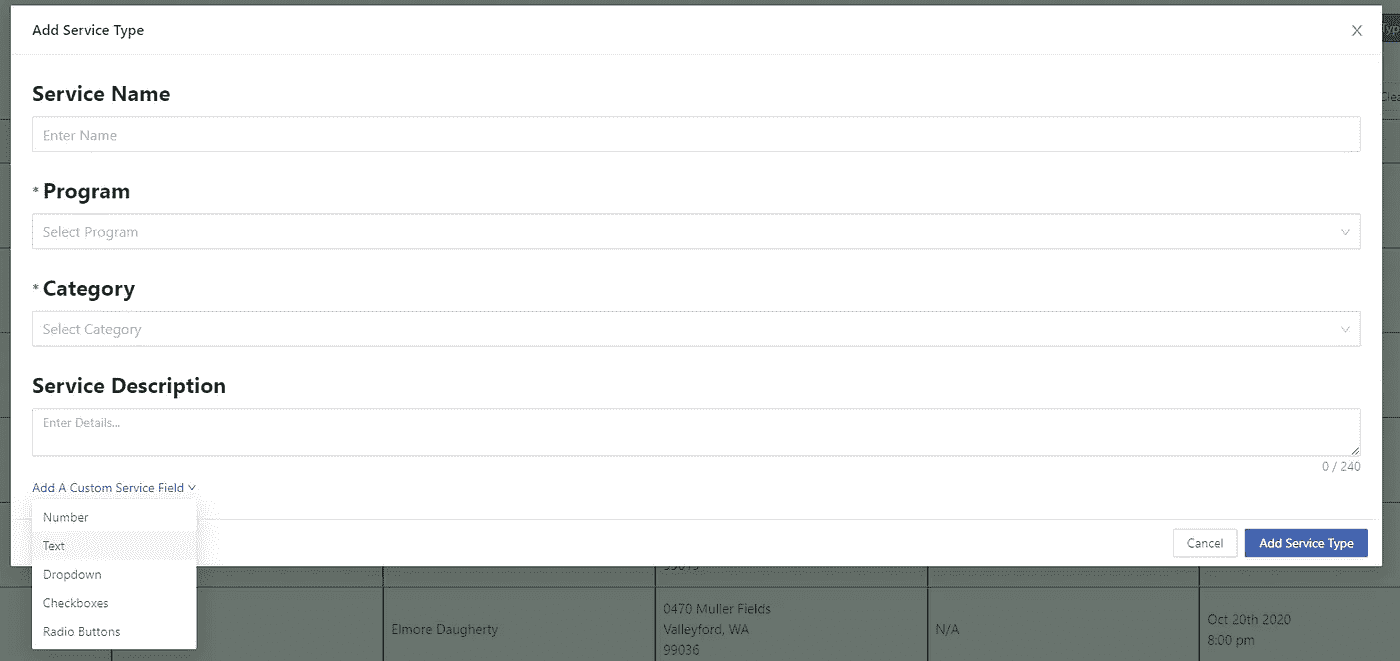 Add Service Type
Service Name
Enter Name
* Program
Select Program
* Category
Select Category
Service Description
Enter Details...
0 / 240
Add A Custom Service Field
Number
Text
Dropdown
Checkboxes
Radio Buttons
Cancel
Add Service Type
Elmore Daugherty
0470 Muller Fields
Valleyford, WA
99036
N/A
Oct 20th 2020
8:00 pm